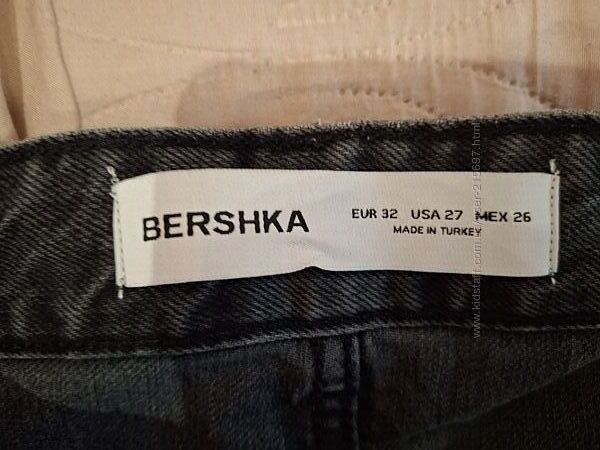 BERSHKA
EUR 32 USA 27 MEX 26
MADE IN TURKEY